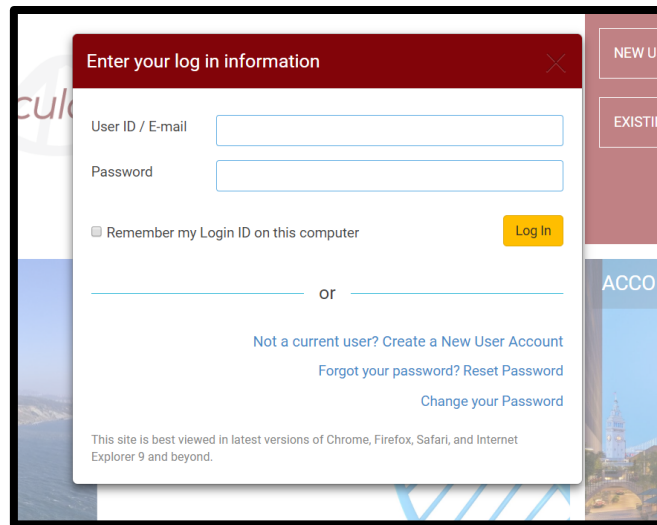 Enter your log in information
NEW U
EXISTI
User ID / E-mail
Password
Remember my Login ID on this computer
Log In
or
ACCO
Not a current user? Create a New User Account
Forgot your password? Reset Password
Change your Password
This site is best viewed in latest versions of Chrome, Firefox, Safari, and Internet
Explorer 9 and beyond.